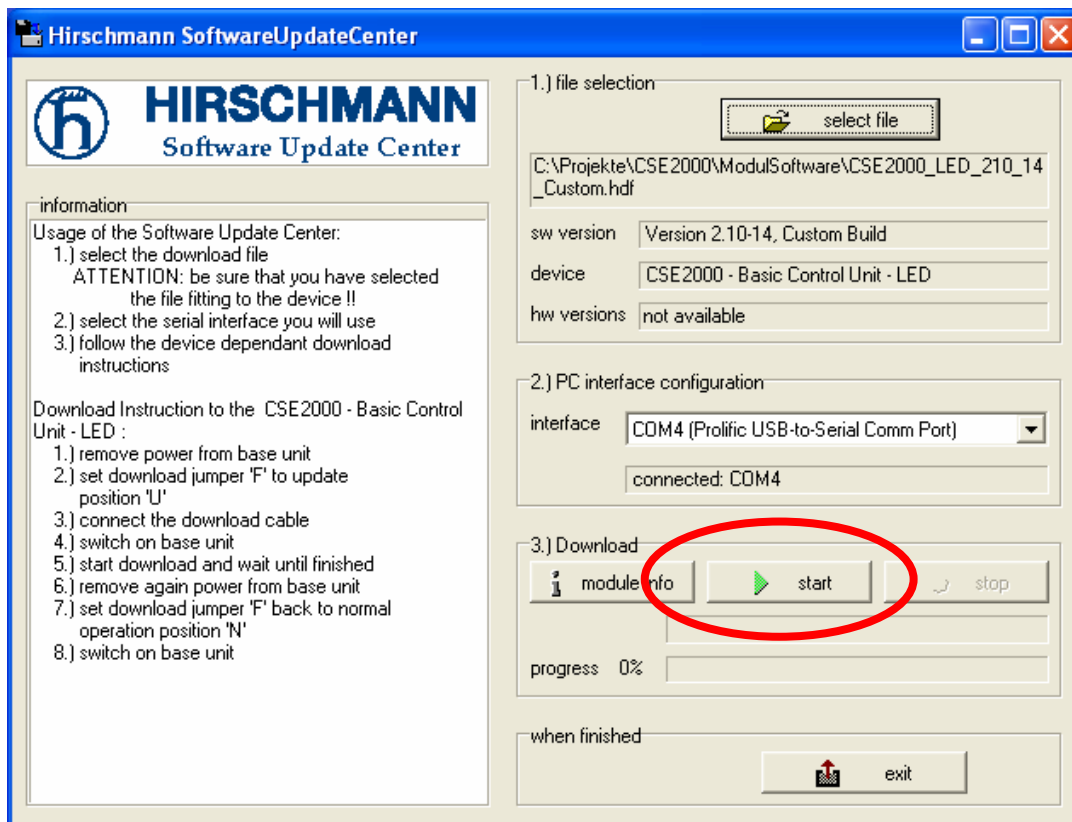 Hirschmann SoftwareUpdateCenter
HIRSCHMANN
Software Update Center
information
Usage of the Software Update Center:
1.) select the download file
ATTENTION: be sure that you have selected
the file fitting to the device !!
2.) select the serial interface you will use
3.) follow the device dependant download
instructions
Download Instruction to the CSE2000 - Basic Control
Unit - LED :
1.) remove power from base unit
2.) set download jumper 'F' to update
position 'U'
3.) connect the download cable
4.) switch on base unit
5.) start download and wait until finished
6.) remove again power from base unit
7.) set download jumper 'F' back to normal
operation position 'N'
8.) switch on base unit
1.) file selection
select file
C:\Projekte\CSE2000\ModulSoftware\CSE2000_LED_210_14
_Custom.hdf
sw version Version 2.10-14, Custom Build
device CSE2000 - Basic Control Unit - LED
hw versions not available
2.) PC interface configuration
interface COM4 (Prolific USB-to-Serial Comm Port)
connected: COM4
3.) Download
module info start stop
progress 0%
when finished
exit